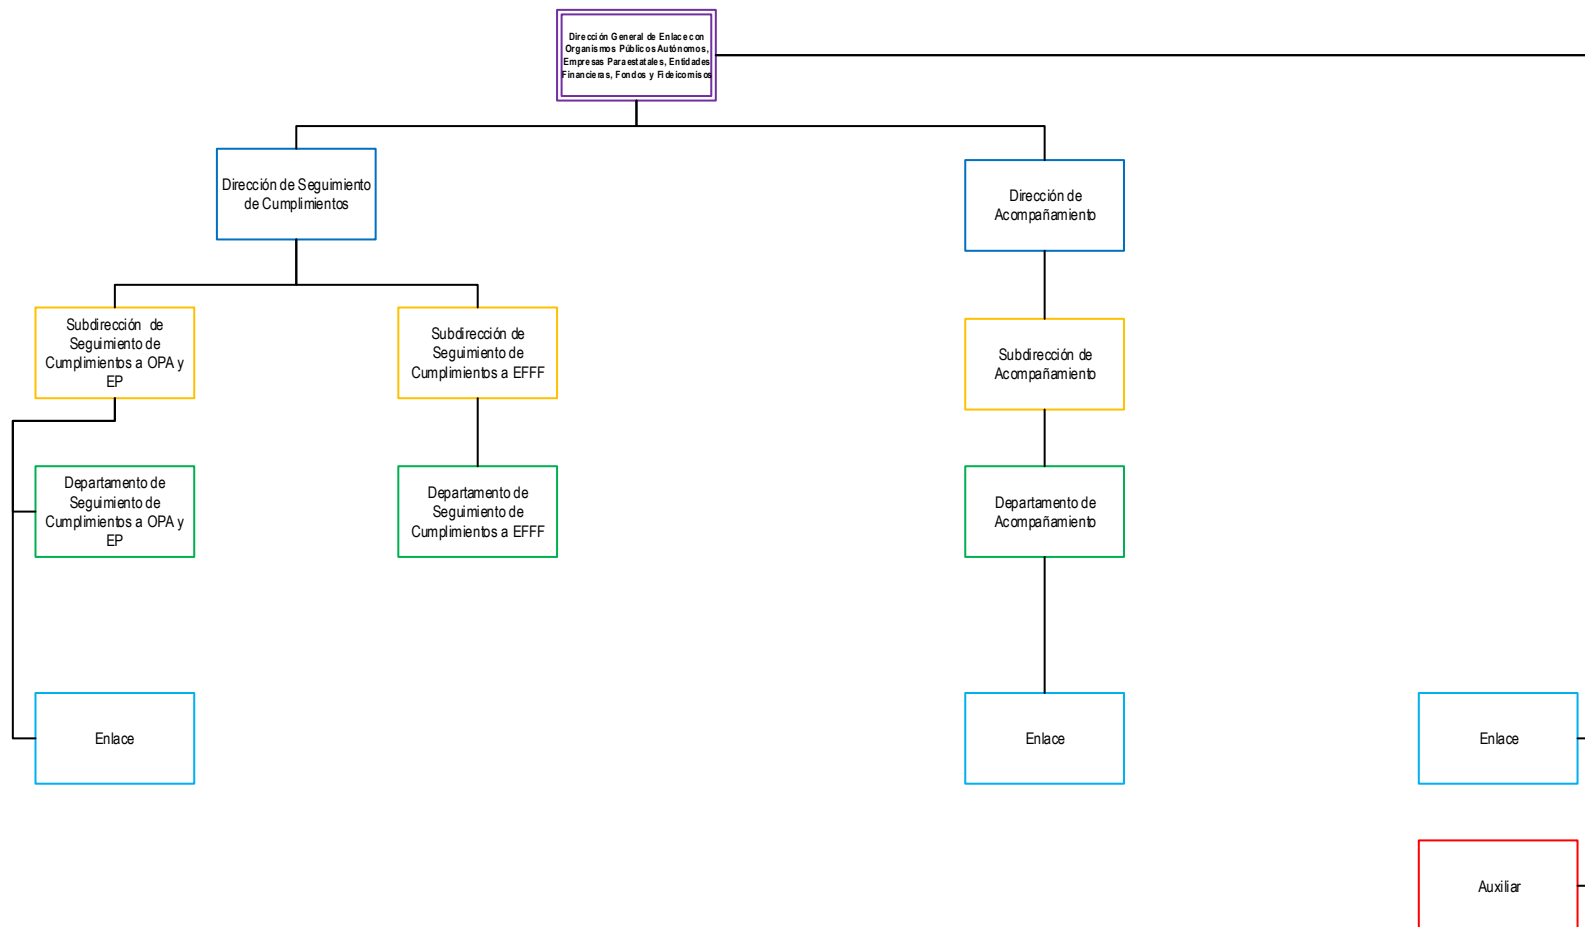 Dirección General de Enlace con
Organismos Públicos Autónomos,
Empresas Paraestatales, Entidades
Financieras, Fondos y Fideicomisos
Dirección de Seguimiento
de Cumplimientos
Dirección de
Acompañamiento
Subdirección de
Seguimiento de
Cumplimientos a OPA y
EP
Subdirección de
Seguimiento de
Cumplimientos a EFFF
Subdirección de
Acompañamiento
Departamento de
Seguimiento de
Cumplimientos a OPA y
EP
Departamento de
Seguimiento de
Cumplimientos a EFFF
Departamento de
Acompañamiento
Enlace
Enlace
Enlace
Auxiliar